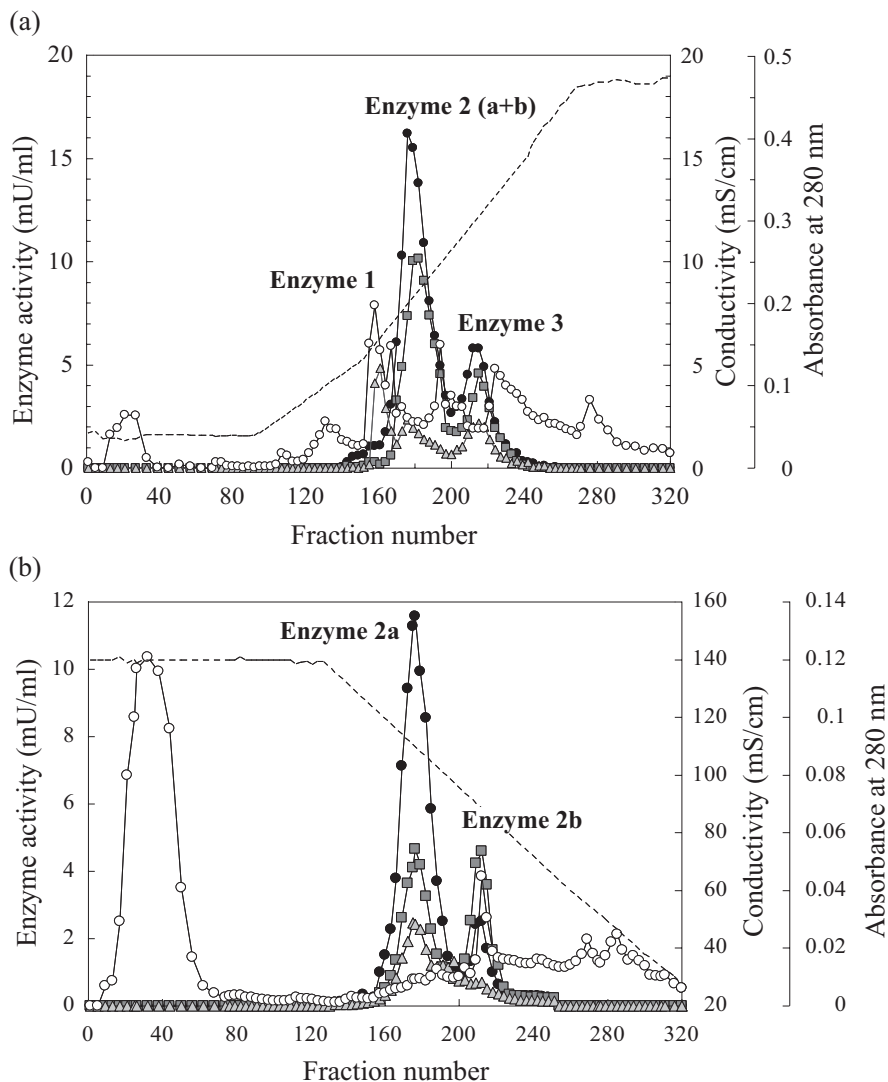 (a)
20
15
10
5
0
Enzyme activity (mU/ml)
Enzyme 2 (a+b)
Enzyme 1
Enzyme 3
20
15
10
5
0
Conductivity (mS/cm)
0.5
0.4
0.3
0.2
0.1
0
Absorbance at 280 nm
0 40 80 120 160 200 240 280 320
Fraction number
(b)
12
10
8
6
4
2
0
Enzyme activity (mU/ml)
Enzyme 2a
Enzyme 2b
160
140
120
100
80
60
40
20
Conductivity (mS/cm)
0.14
0.12
0.1
0.08
0.06
0.04
0.02
0
Absorbance at 280 nm
0 40 80 120 160 200 240 280 320
Fraction number